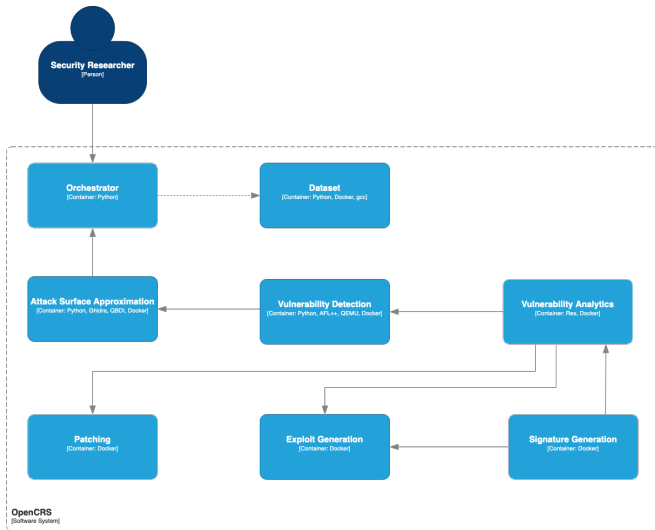 Security Researcher
[Person]
Orchestrator
[Container: Python]
Dataset
[Container: Python, Docker, gcc]
Attack Surface Approximation
[Container: Python, Ghidra, QBDI, Docker]
Vulnerability Detection
[Container: Python, AFL++, QEMU, Docker]
Vulnerability Analytics
[Container: Rex, Docker]
Patching
[Container: Docker]
Exploit Generation
[Container: Docker]
Signature Generation
[Container: Docker]
OpenCRS
[Software System]